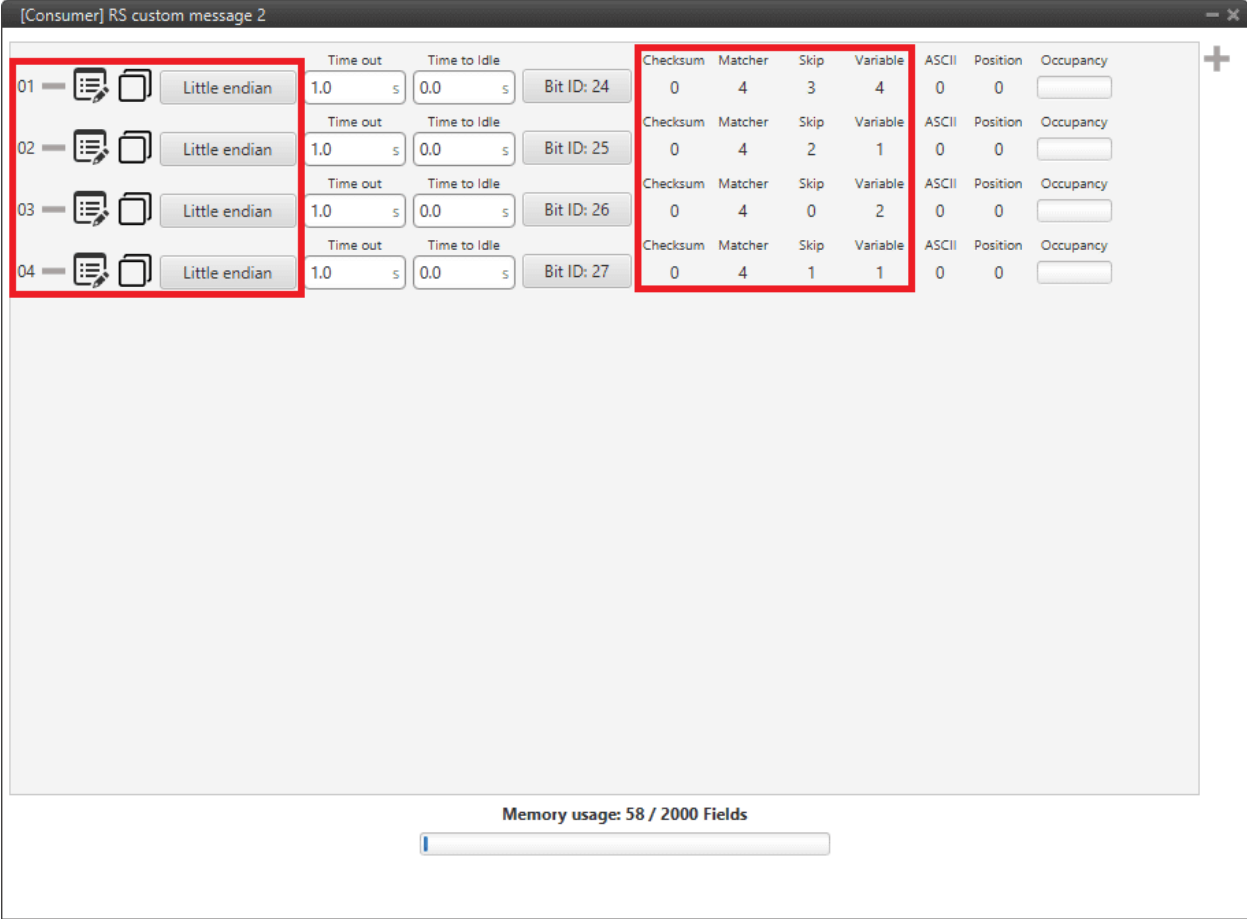 [Consumer] RS custom message 2
Time out Time to Idle Checksum Matcher Skip Variable ASCII Position Occupancy
01 Little endian 1.0 s 0.0 s Bit ID: 24 0 4 3 4 0 0
Time out Time to Idle Checksum Matcher Skip Variable ASCII Position Occupancy
02 Little endian 1.0 s 0.0 s Bit ID: 25 0 4 2 1 0 0
Time out Time to Idle Checksum Matcher Skip Variable ASCII Position Occupancy
03 Little endian 1.0 s 0.0 s Bit ID: 26 0 4 0 2 0 0
Time out Time to Idle Checksum Matcher Skip Variable ASCII Position Occupancy
04 Little endian 1.0 s 0.0 s Bit ID: 27 0 4 1 1 0 0
Memory usage: 58 / 2000 Fields